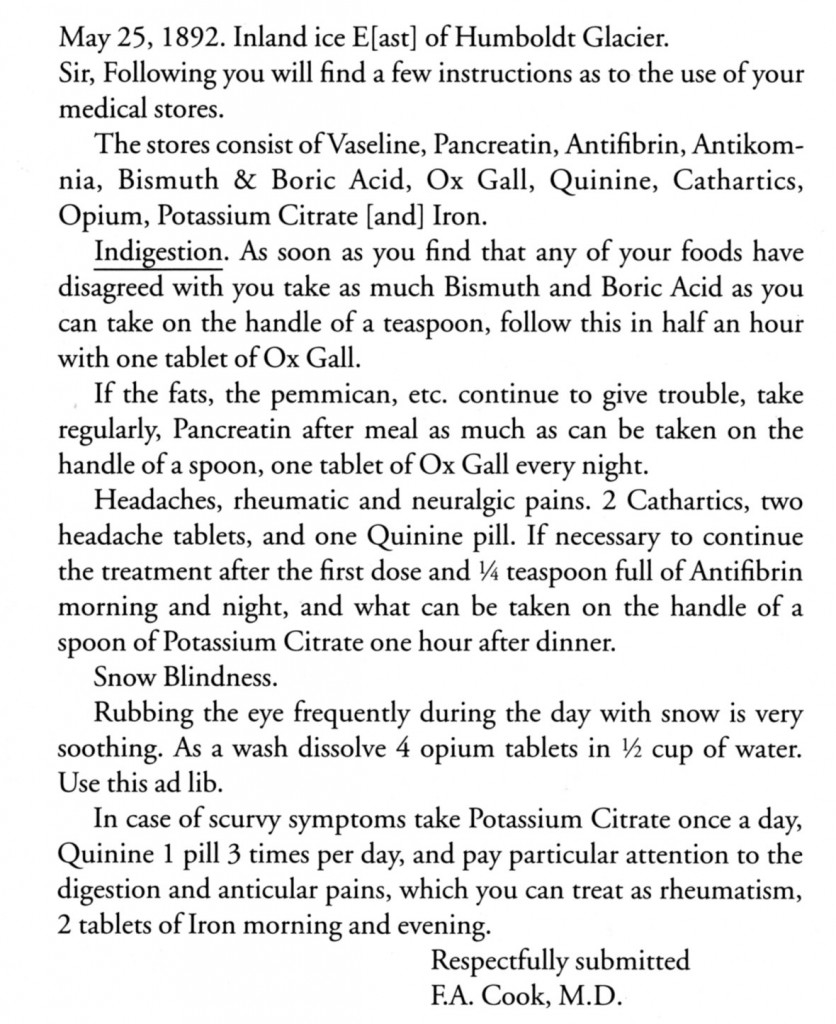 May 25, 1892. Inland ice E[ast] of Humboldt Glacier.
Sir, Following you will find a few instructions as to the use of your
medical stores.
The stores consist of Vaseline, Pancreatin, Antifibrin, Antikom-
nia, Bismuth & Boric Acid, Ox Gall, Quinine, Cathartics,
Opium, Potassium Citrate [and] Iron.
Indigestion. As soon as you find that any of your foods have
disagreed with you take as much Bismuth and Boric Acid as you
can take on the handle of a teaspoon, follow this in half an hour
with one tablet of Ox Gall.
If the fats, the pemmican, etc. continue to give trouble, take
regularly, Pancreatin after meal as much as can be taken on the
handle of a spoon, one tablet of Ox Gall every night.
Headaches, rheumatic and neuralgic pains. 2 Cathartics, two
headache tablets, and one Quinine pill. If necessary to continue
the treatment after the first dose and ¼ teaspoon full of Antifibrin
morning and night, and what can be taken on the handle of a
spoon of Potassium Citrate one hour after dinner.
Snow Blindness.
Rubbing the eye frequently during the day with snow is very
soothing. As a wash dissolve 4 opium tablets in ½ cup of water.
Use this ad lib.
In case of scurvy symptoms take Potassium Citrate once a day,
Quinine 1 pill 3 times per day, and pay particular attention to the
digestion and anticular pains, which you can treat as rheumatism,
2 tablets of Iron morning and evening.
Respectfully submitted
F.A. Cook, M.D.